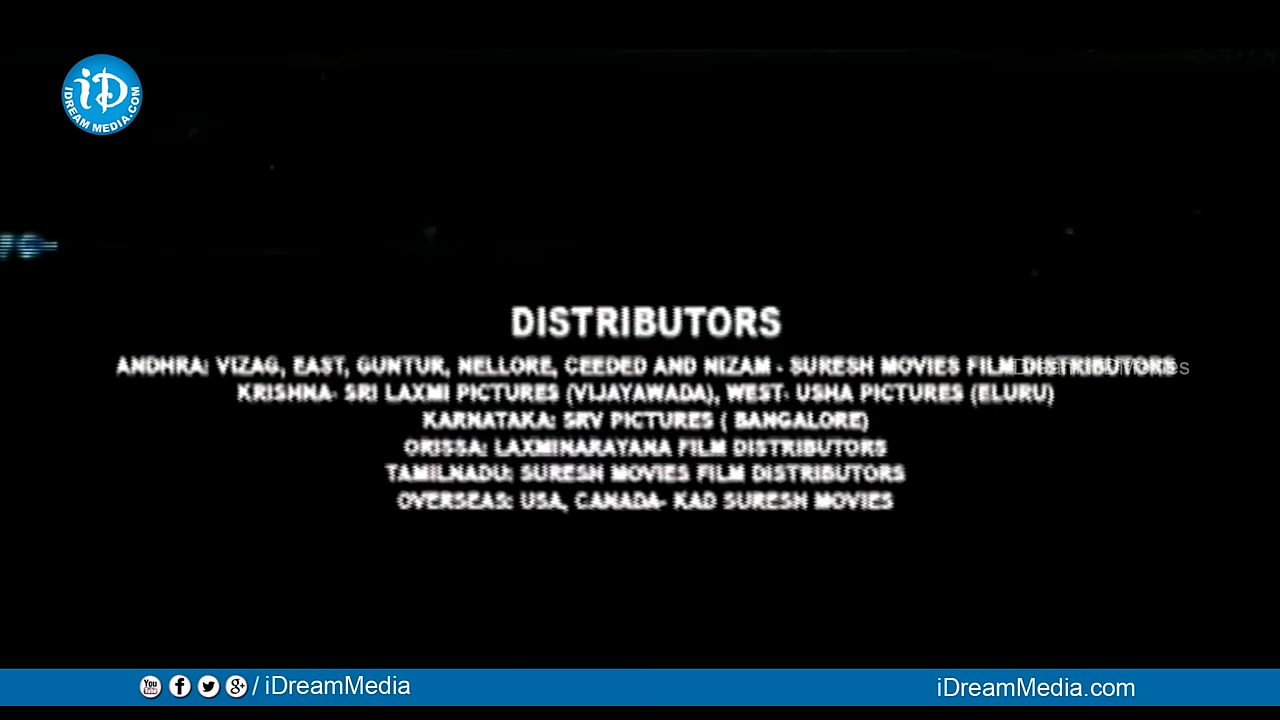 iD
IDREAM MEDIA.COM
DISTRIBUTORS
ANDHRA: VIZAG, EAST, GUNTUR, NELLORE, CEEDED AND NIZAM - SURESH MOVIES FILM DISTRIBUTORS
KRISHNA- SRI LAXMI PICTURES (VIJAYAWADA), WEST- USHA PICTURES (ELURU)
KARNATAKA: SRV PICTURES ( BANGALORE)
ORISSA: LAXMINARAYANA FILM DISTRIBUTORS
TAMILNADU: SURESH MOVIES FILM DISTRIBUTORS
OVERSEAS: USA, CANADA- KAD SURESH MOVIES
You Tube f g+ / iDreamMedia
iDreamMedia.com